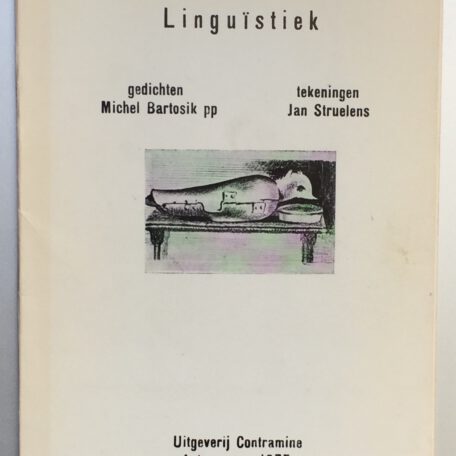 Linguïstiek
gedichten
Michel Bartosik pp
tekeningen
Jan Struelens
Uitgeverij Contramine